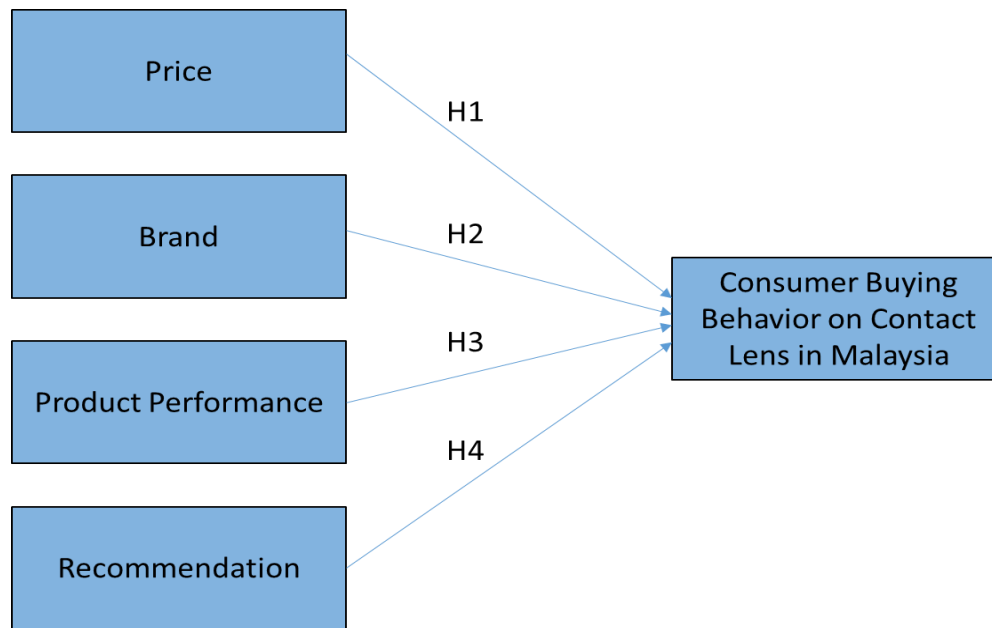 Price
H1
Brand
H2
Consumer Buying
Behavior on Contact
Lens in Malaysia
H3
Product Performance
H4
Recommendation